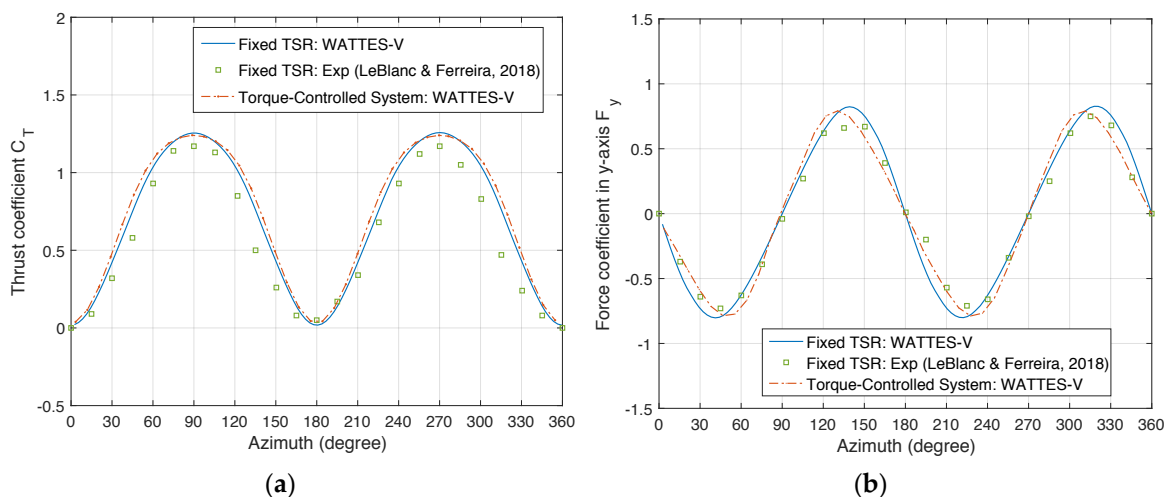 2
1.5
1
0.5
0
-0.5
Thrust coefficient C_T
Fixed TSR: WATTES-V
Fixed TSR: Exp (LeBlanc & Ferreira, 2018)
Torque-Controlled System: WATTES-V
0 30 60 90 120 150 180 210 240 270 300 330 360
Azimuth (degree)
(a)
1.5
1
0.5
0
-0.5
-1
-1.5
Force coefficient in y-axis F_y
Fixed TSR: WATTES-V
Fixed TSR: Exp (LeBlanc & Ferreira, 2018)
Torque-Controlled System: WATTES-V
0 30 60 90 120 150 180 210 240 270 300 330 360
Azimuth (degree)
(b)